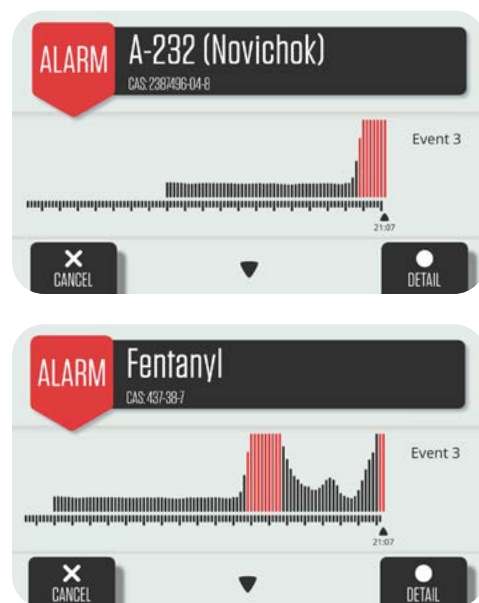 ALARM
A-232 (Novichok)
CAS: 2387496-04-8
Event 3
21:07
CANCEL
DETAIL
ALARM
Fentanyl
CAS: 437-38-7
Event 3
21:07
CANCEL
DETAIL